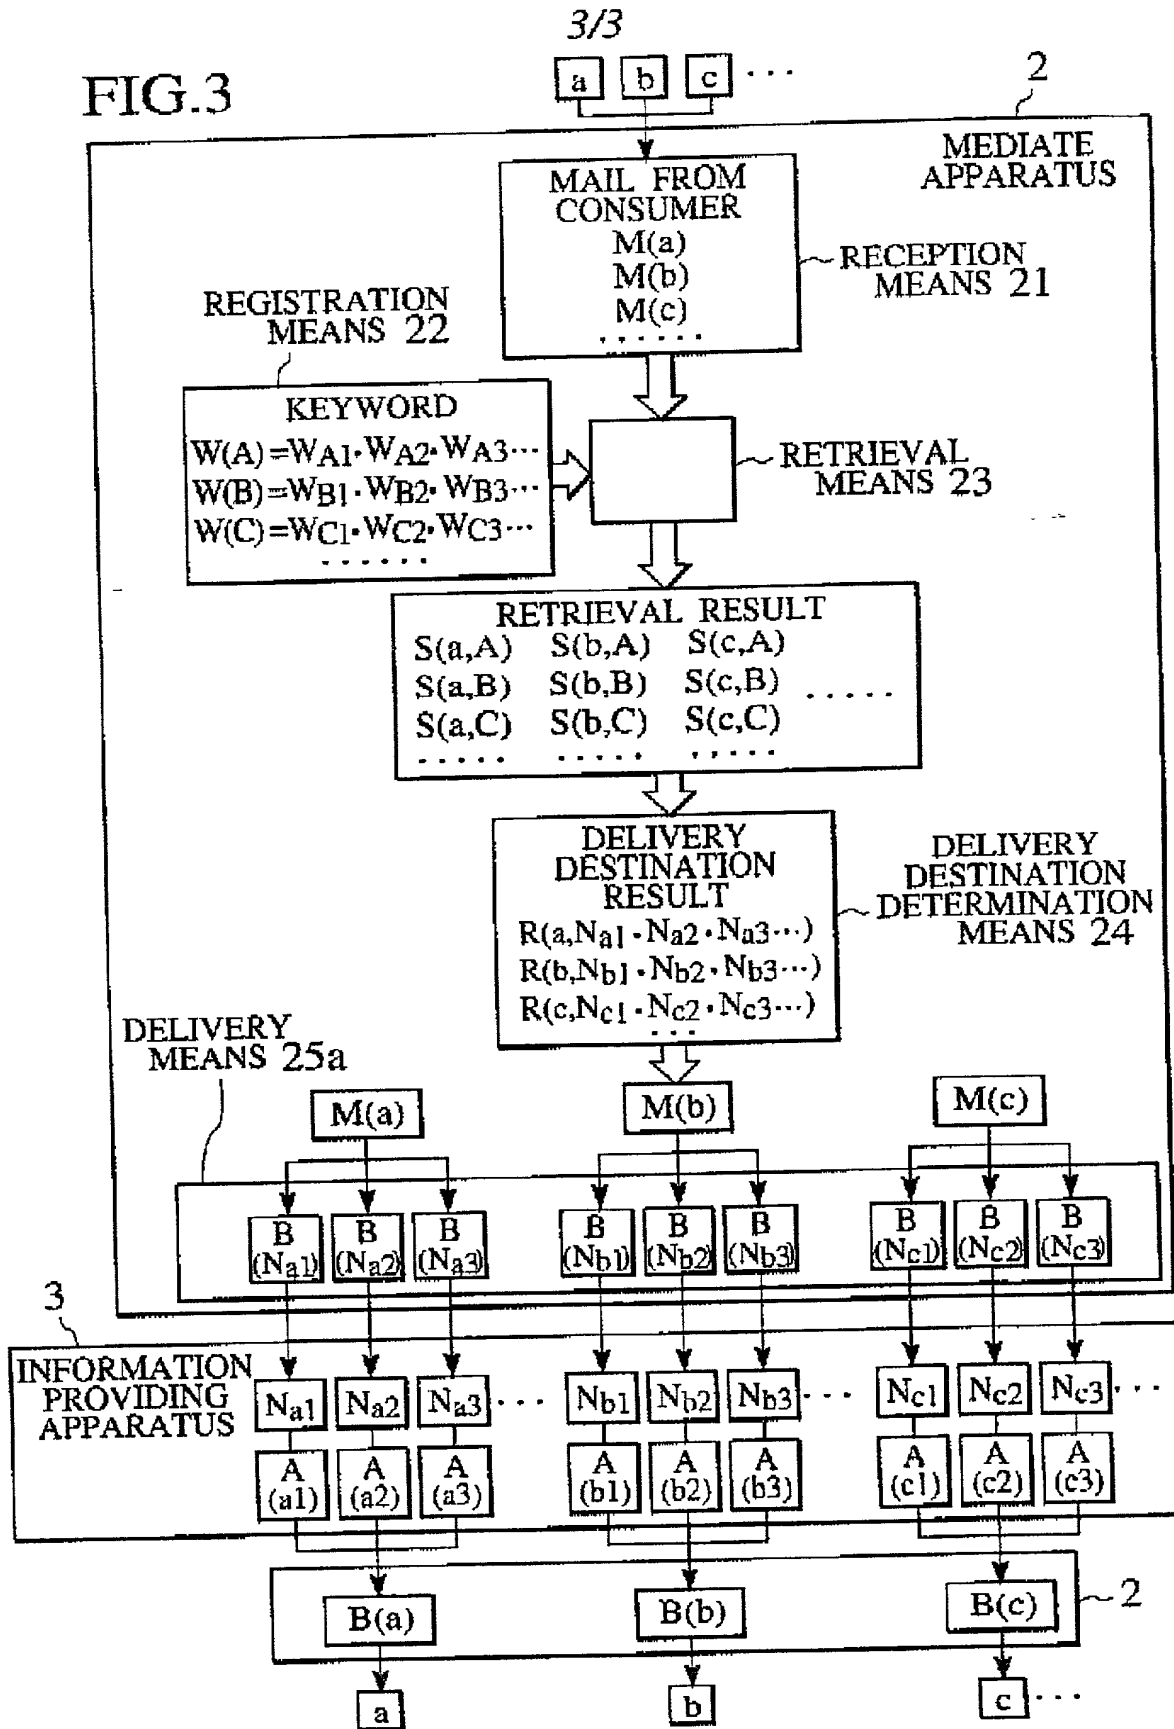 3/3
FIG.3
a b c ...
2
MEDIATE
APPARATUS
MAIL FROM
CONSUMER
M(a)
M(b)
M(c)
......
RECEPTION
MEANS 21
REGISTRATION
MEANS 22
KEYWORD
W(A)=WA1·WA2·WA3...
W(B)=WB1·WB2·WB3...
W(C)=WC1·WC2·WC3...
......
RETRIEVAL
MEANS 23
RETRIEVAL RESULT
S(a,A) S(b,A) S(c,A)
S(a,B) S(b,B) S(c,B) .....
S(a,C) S(b,C) S(c,C)
..... ..... .....
DELIVERY
DESTINATION
RESULT
R(a,Na1·Na2·Na3...)
R(b,Nb1·Nb2·Nb3...)
R(c,Nc1·Nc2·Nc3...)
...
DELIVERY
DESTINATION
DETERMINATION
MEANS 24
DELIVERY
MEANS 25a
M(a) M(b) M(c)
B B B B B B B B B
(Na1) (Na2) (Na3) (Nb1) (Nb2) (Nb3) (Nc1) (Nc2) (Nc3)
3
INFORMATION
PROVIDING
APPARATUS
Na1 Na2 Na3 ... Nb1 Nb2 Nb3 .... Nc1 Nc2 Nc3 ...
A A A A A A A A A
(a1) (a2) (a3) (b1) (b2) (b3) (c1) (c2) (c3)
B(a) B(b) B(c)
2
a b c ....